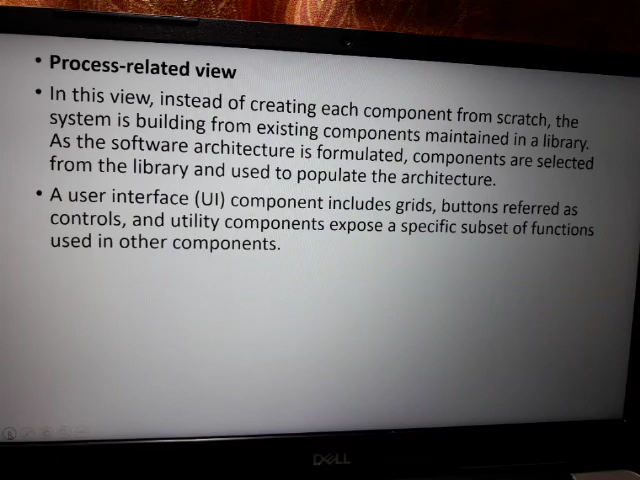 • Process-related view
• In this view, instead of creating each component from scratch, the
system is building from existing components maintained in a library.
As the software architecture is formulated, components are selected
from the library and used to populate the architecture.
• A user interface (UI) component includes grids, buttons referred as
controls, and utility components expose a specific subset of functions
used in other components.
DELL